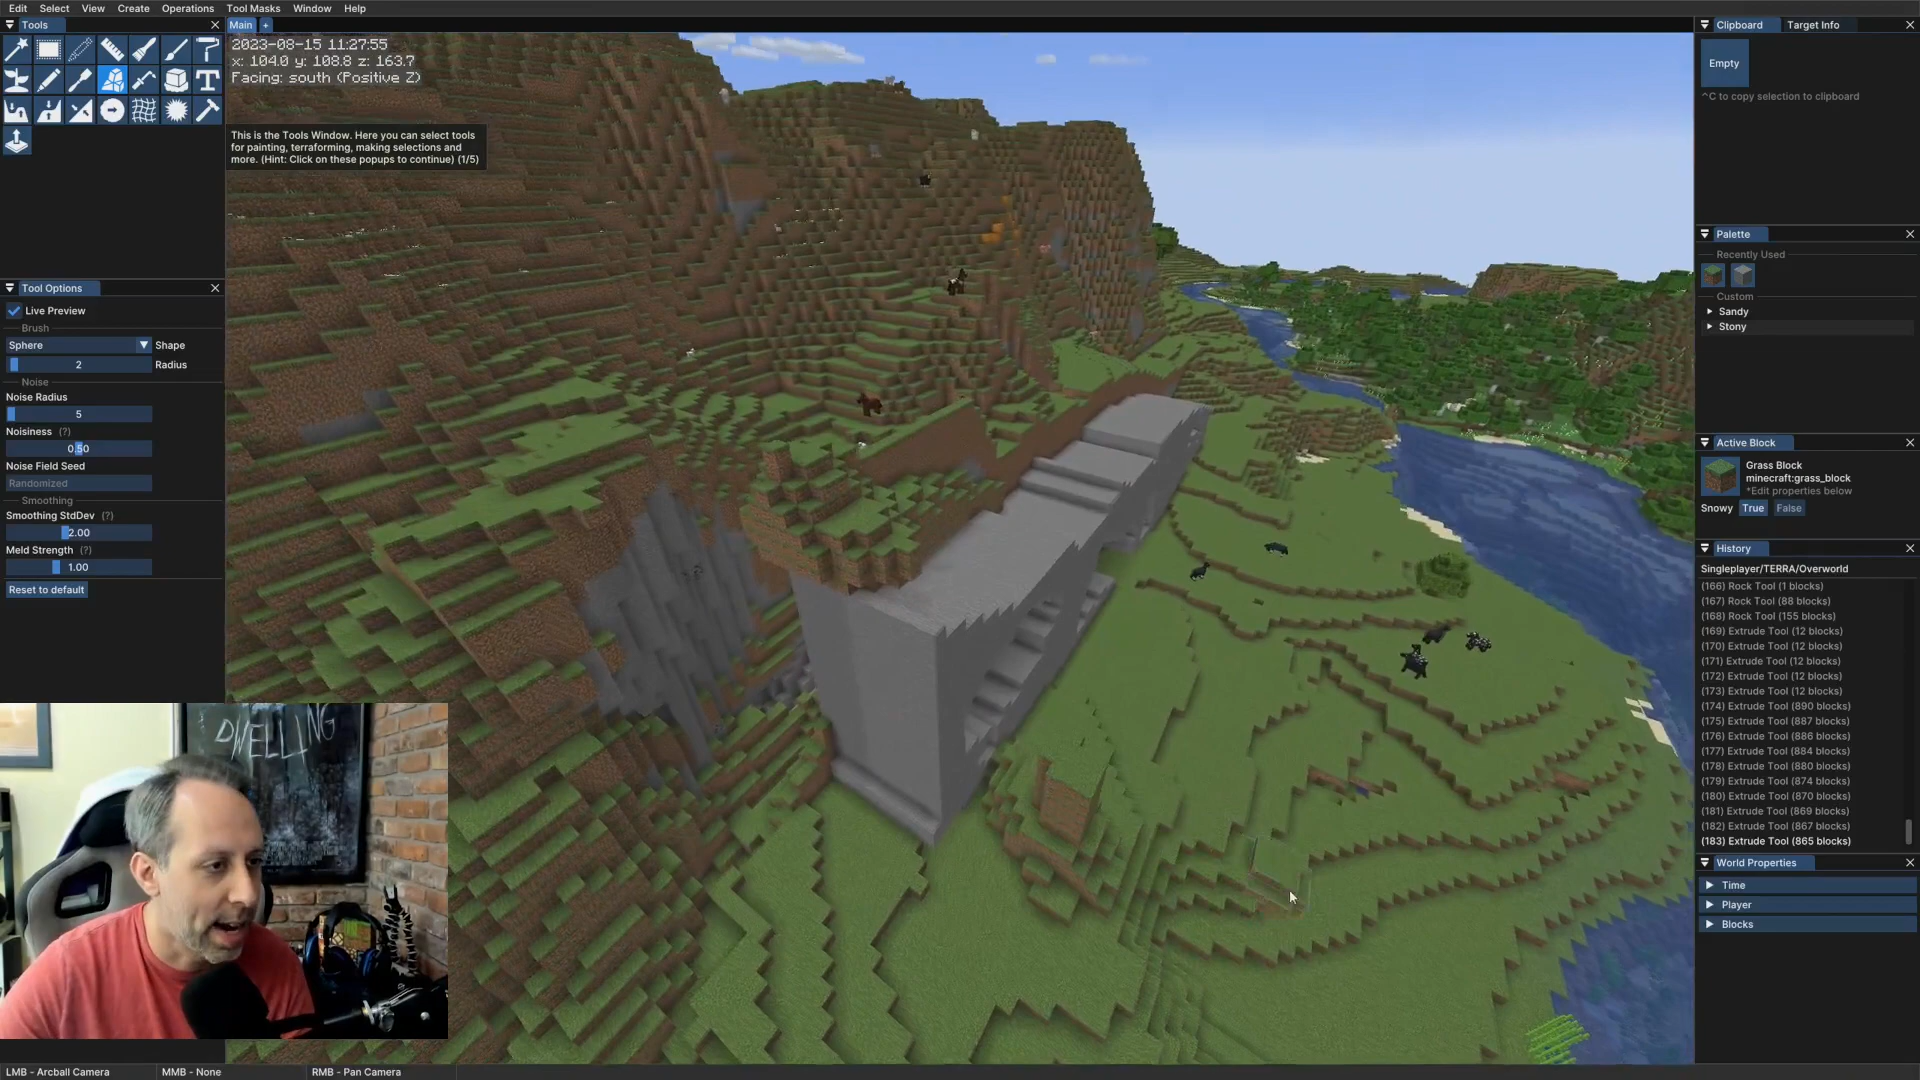 Edit Select View Create Operations Tool Masks Window Help
Tools
Main +
Clipboard Target Info
2023-08-15 11:27:55
x: 104.0 y: 108.8 z: 163.7
Facing: south (Positive Z)
This is the Tools Window. Here you can select tools
for painting, terraforming, making selections and
more. (Hint: Click on these popups to continue) (1/5)
Empty
^C to copy selection to clipboard
Tool Options
Live Preview
Brush
Sphere Shape
2 Radius
Noise
Noise Radius
5
Noisiness (?)
0.50
Noise Field Seed
Randomized
Smoothing
Smoothing StdDev (?)
2.00
Meld Strength (?)
1.00
Reset to default
Palette
Recently Used
Custom
Sandy
Stony
Active Block
Grass Block
minecraft:grass_block
*Edit properties below
Snowy True False
History
Singleplayer/TERRA/Overworld
(166) Rock Tool (1 blocks)
(167) Rock Tool (88 blocks)
(168) Rock Tool (155 blocks)
(169) Extrude Tool (12 blocks)
(170) Extrude Tool (12 blocks)
(171) Extrude Tool (12 blocks)
(172) Extrude Tool (12 blocks)
(173) Extrude Tool (12 blocks)
(174) Extrude Tool (890 blocks)
(175) Extrude Tool (887 blocks)
(176) Extrude Tool (886 blocks)
(177) Extrude Tool (884 blocks)
(178) Extrude Tool (880 blocks)
(179) Extrude Tool (874 blocks)
(180) Extrude Tool (870 blocks)
(181) Extrude Tool (869 blocks)
(182) Extrude Tool (867 blocks)
(183) Extrude Tool (865 blocks)
World Properties
Time
Player
Blocks
DWELLING
LMB - Arcball Camera MMB - None RMB - Pan Camera